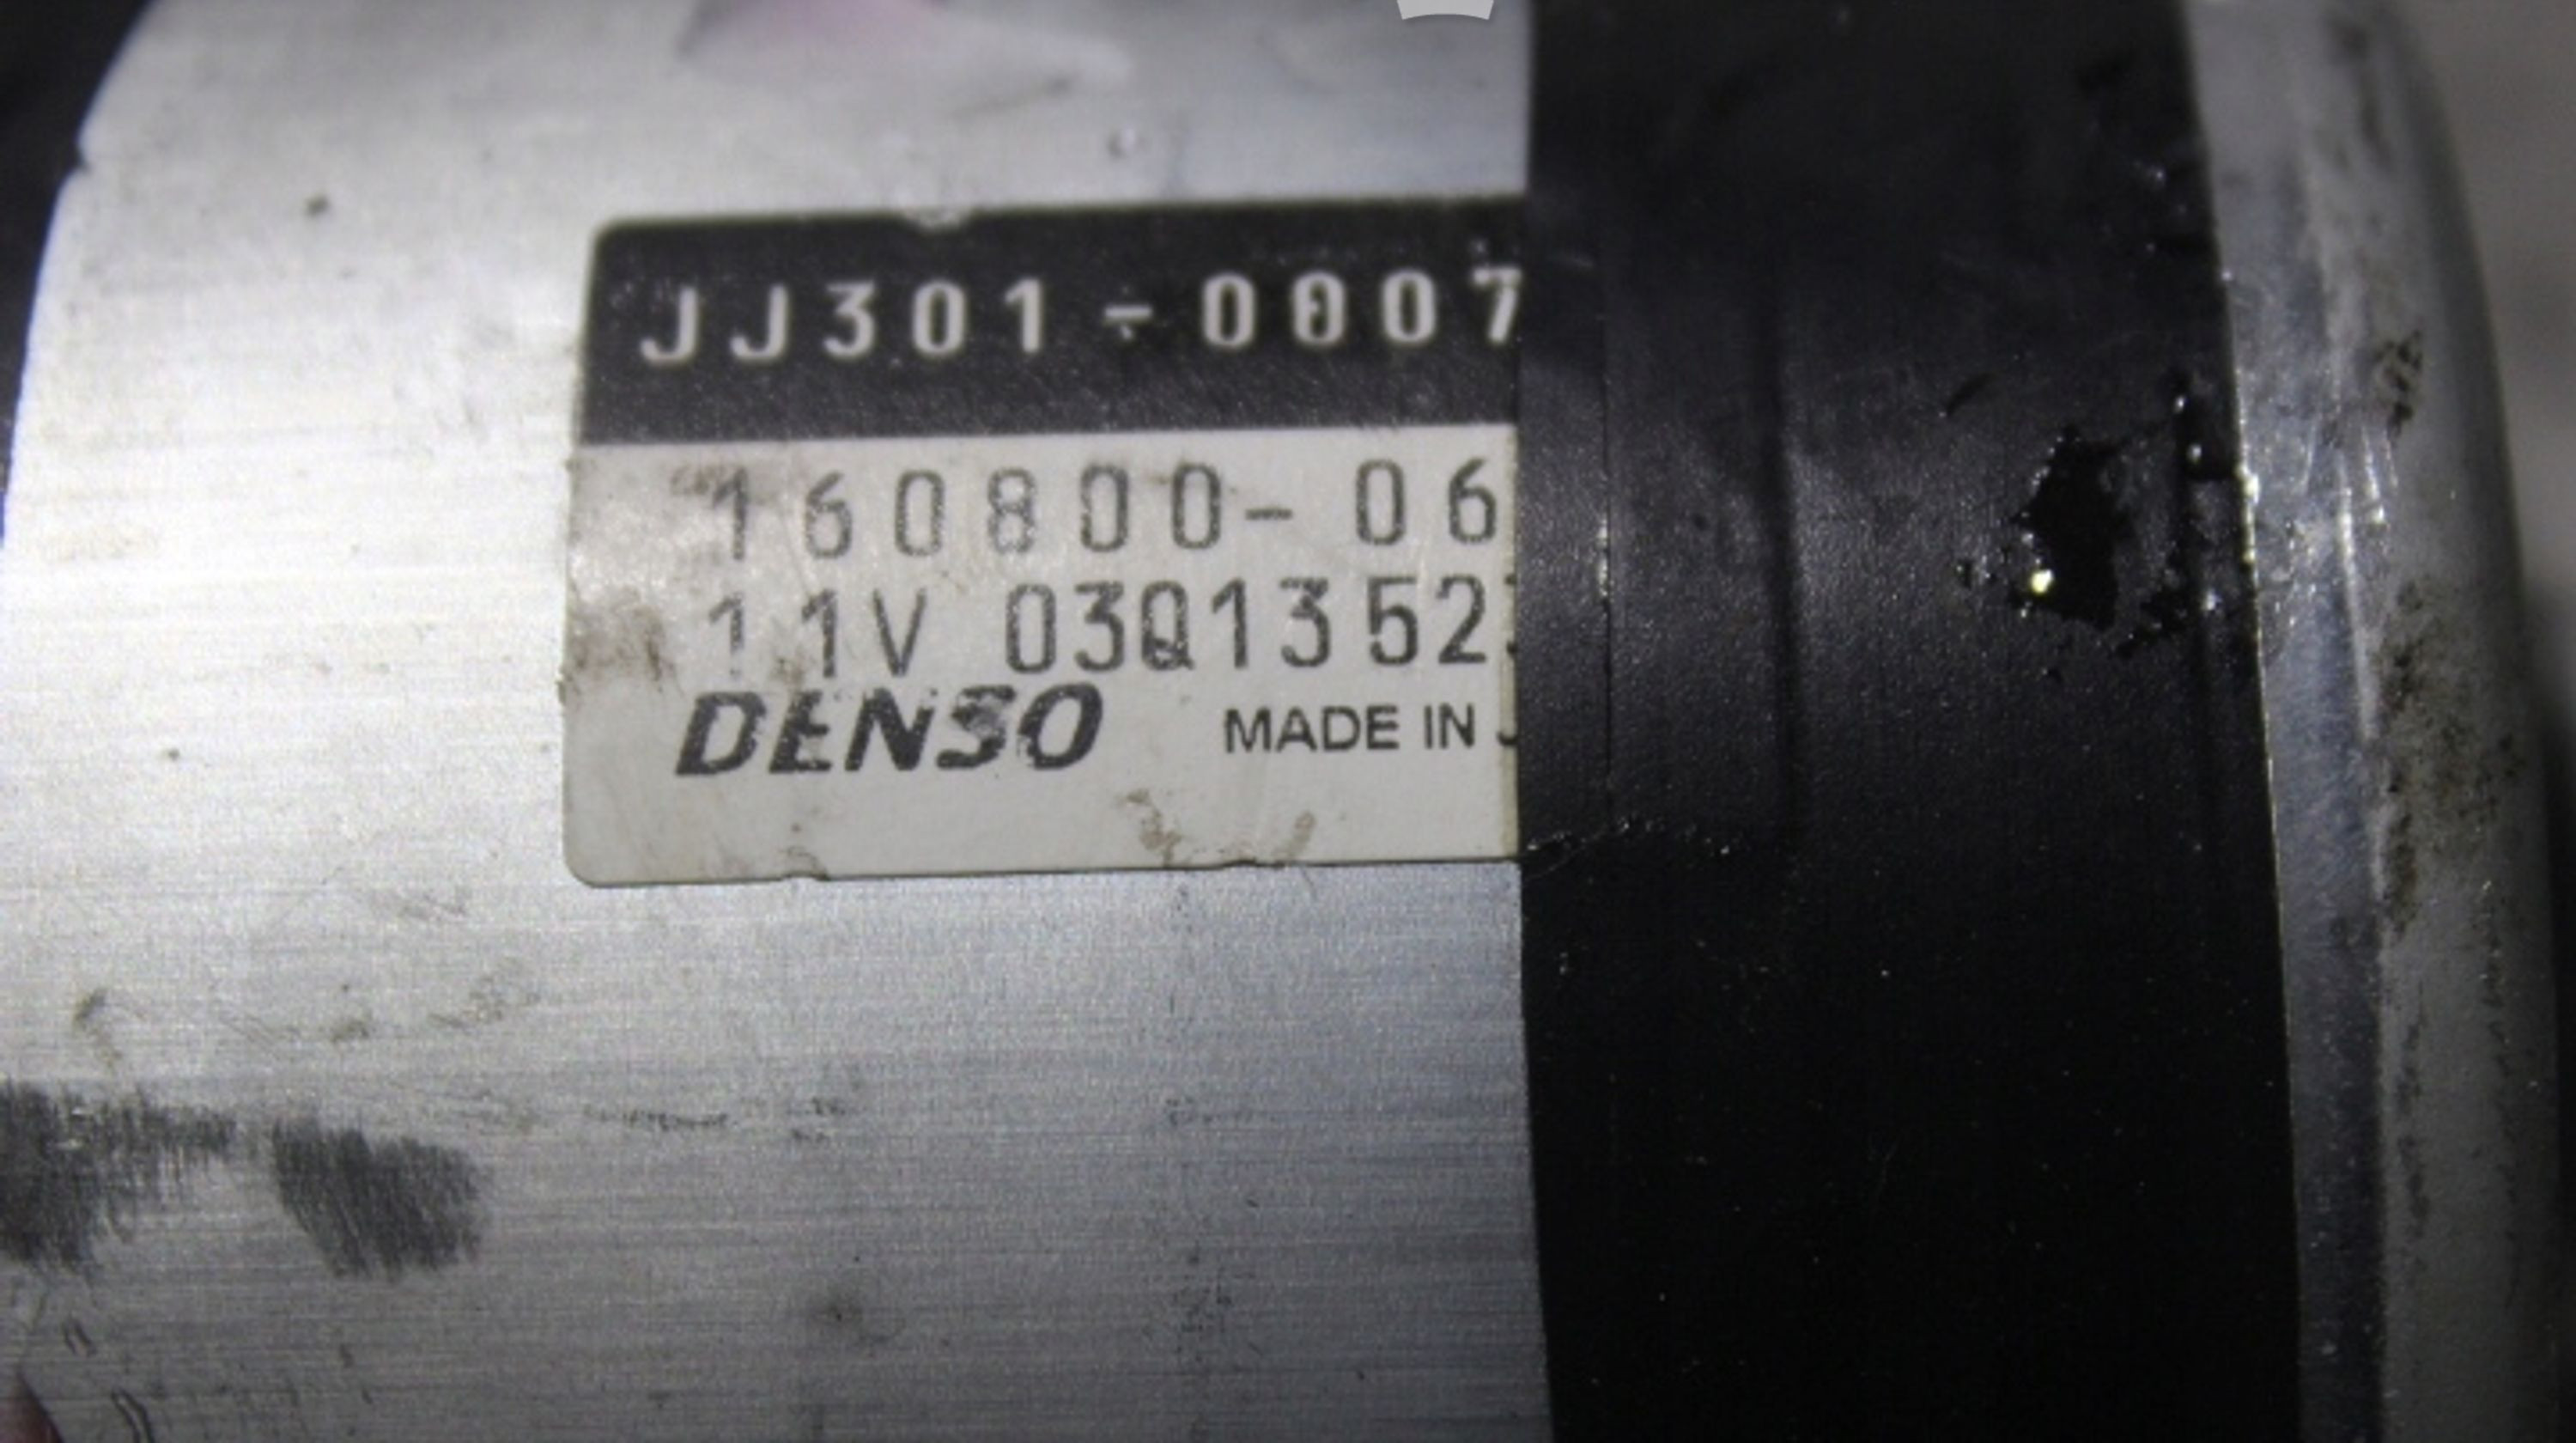 JJ301-0007
160800-06
11V 03Q1352
DENSO MADE IN J